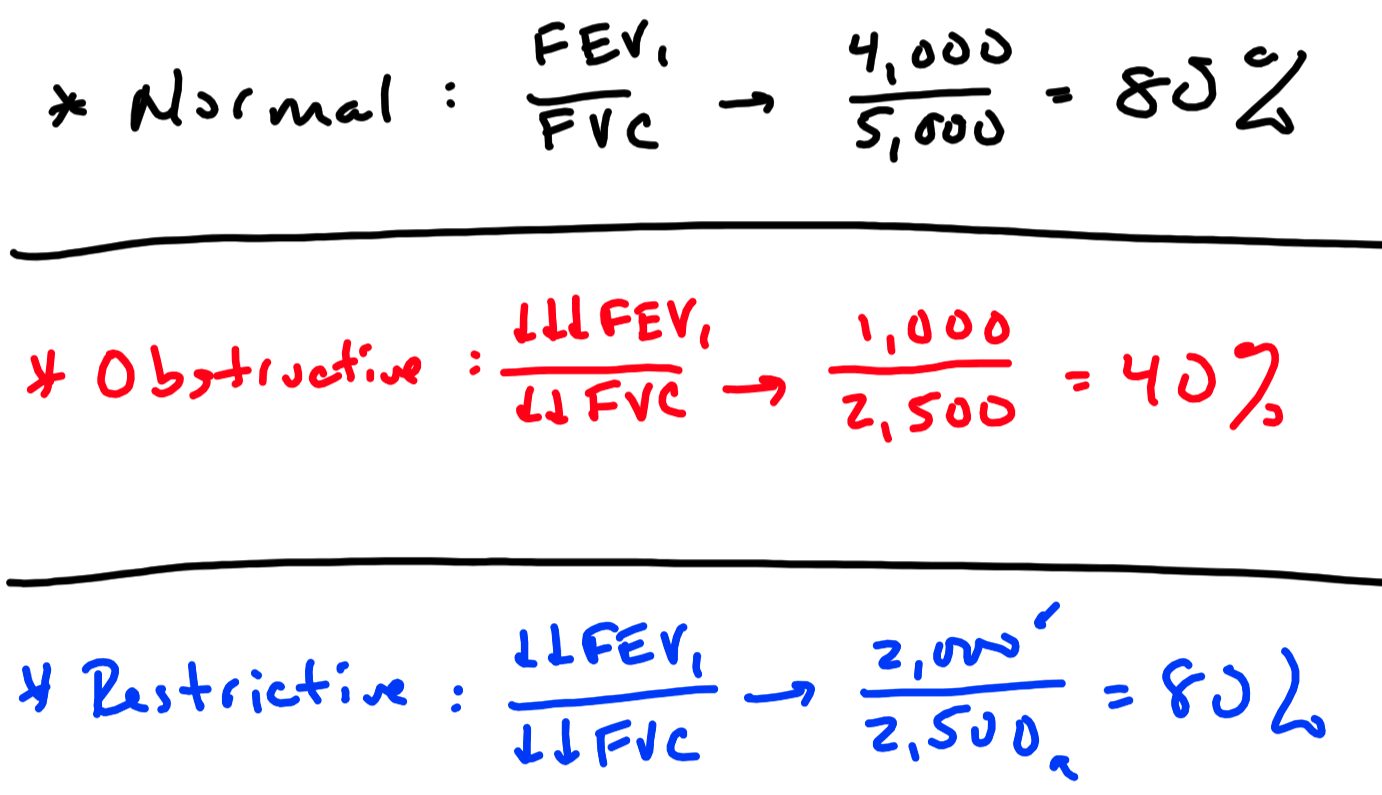 * Normal : FEV₁ / FVC → 4,000 / 5,000 = 80%
* Obstructive : ↓↓↓FEV₁ / ↓↓FVC → 1,000 / 2,500 = 40%
* Restrictive : ↓↓FEV₁ / ↓↓FVC → 2,000 / 2,500 = 80%